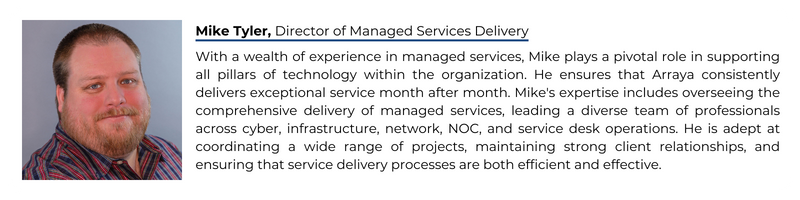 Mike Tyler, Director of Managed Services Delivery
With a wealth of experience in managed services, Mike plays a pivotal role in supporting
all pillars of technology within the organization. He ensures that Arraya consistently
delivers exceptional service month after month. Mike's expertise includes overseeing the
comprehensive delivery of managed services, leading a diverse team of professionals
across cyber, infrastructure, network, NOC, and service desk operations. He is adept at
coordinating a wide range of projects, maintaining strong client relationships, and
ensuring that service delivery processes are both efficient and effective.